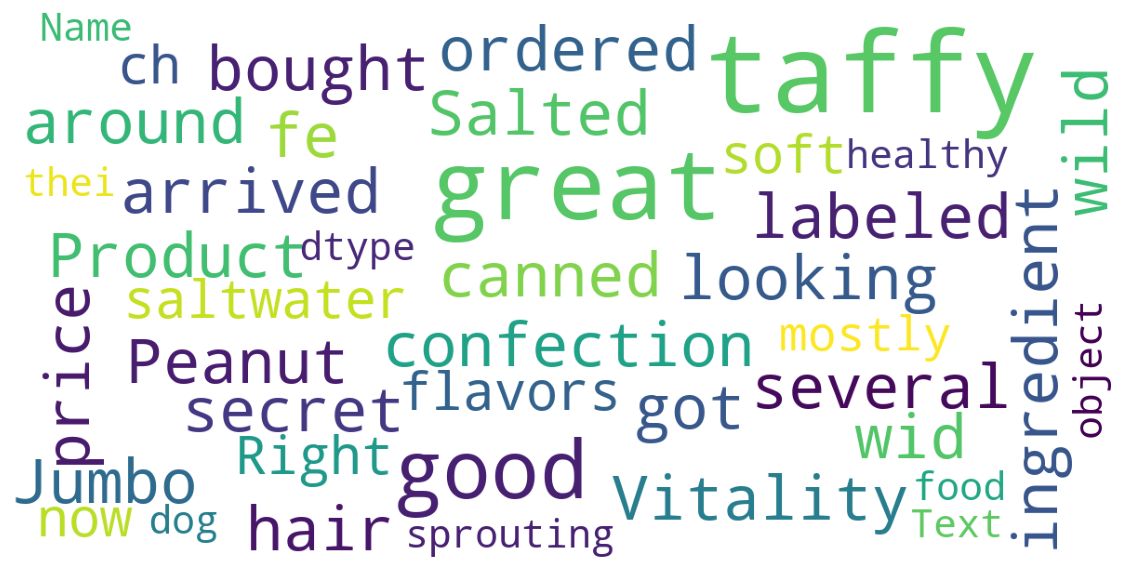 Name
ch
bought
ordered
taffy
wild
around
fe
Salted
soft
healthy
thei
arrived
great
labeled
Product
dtype
canned
looking
ingredient
saltwater
price
Peanut
confection
mostly
object
secret
flavors
got
several
Right
wid
Jumbo
good
Vitality
food
now
dog
hair
sprouting
Text